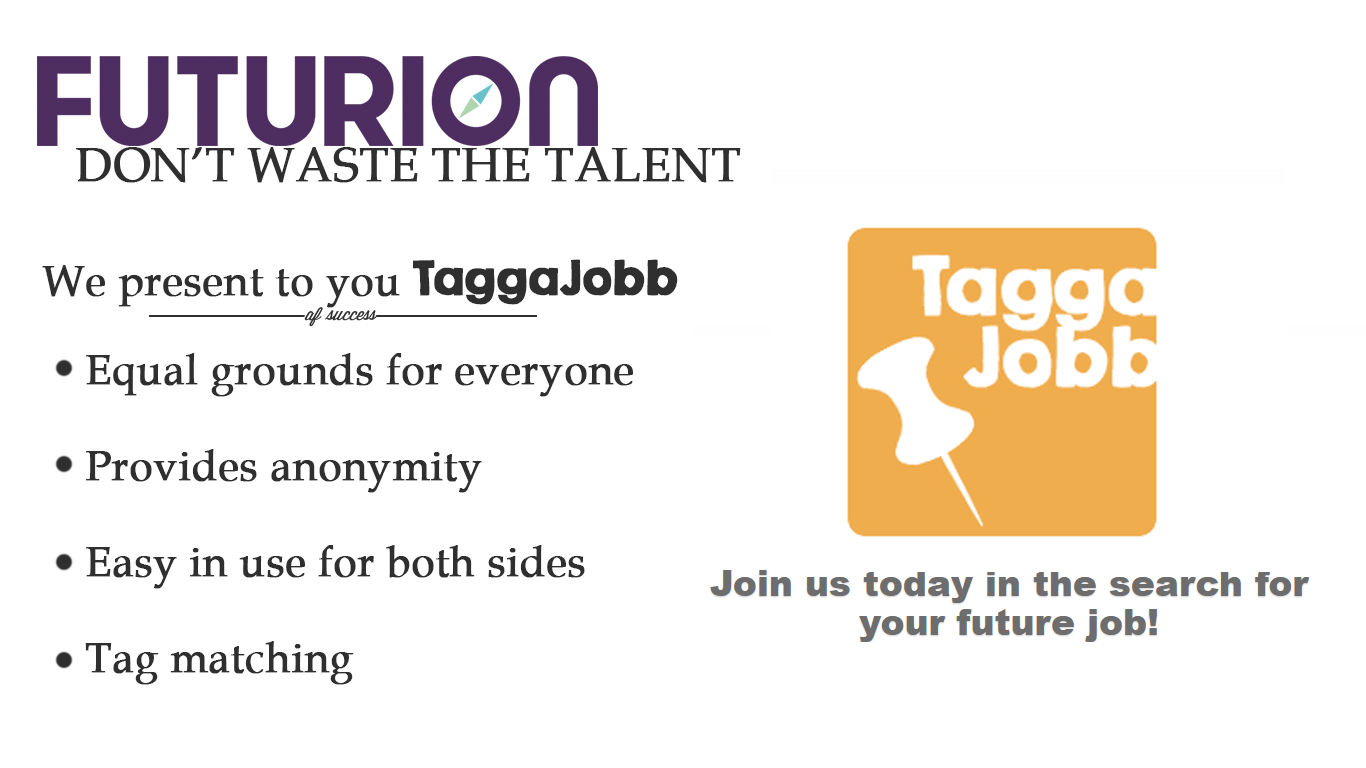 FUTURION
DON'T WASTE THE TALENT
We present to you TaggaJobb
of success
• Equal grounds for everyone
• Provides anonymity
• Easy in use for both sides
• Tag matching
Tagga
Jobb
Join us today in the search for
your future job!